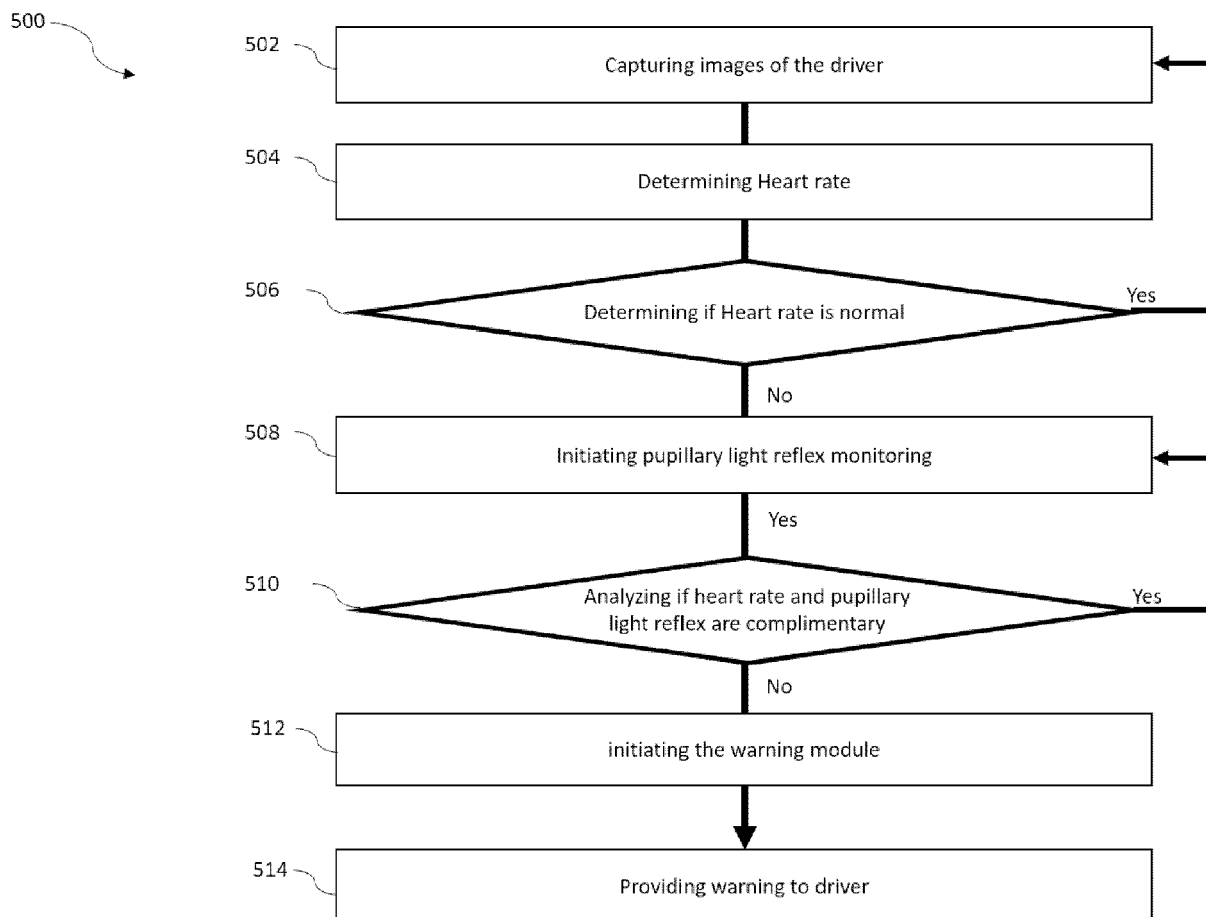 500
502
Capturing images of the driver
504
Determining Heart rate
506
Determining if Heart rate is normal
Yes
No
508
Initiating pupillary light reflex monitoring
Yes
510
Analyzing if heart rate and pupillary
light reflex are complimentary
Yes
No
512
initiating the warning module
514
Providing warning to driver